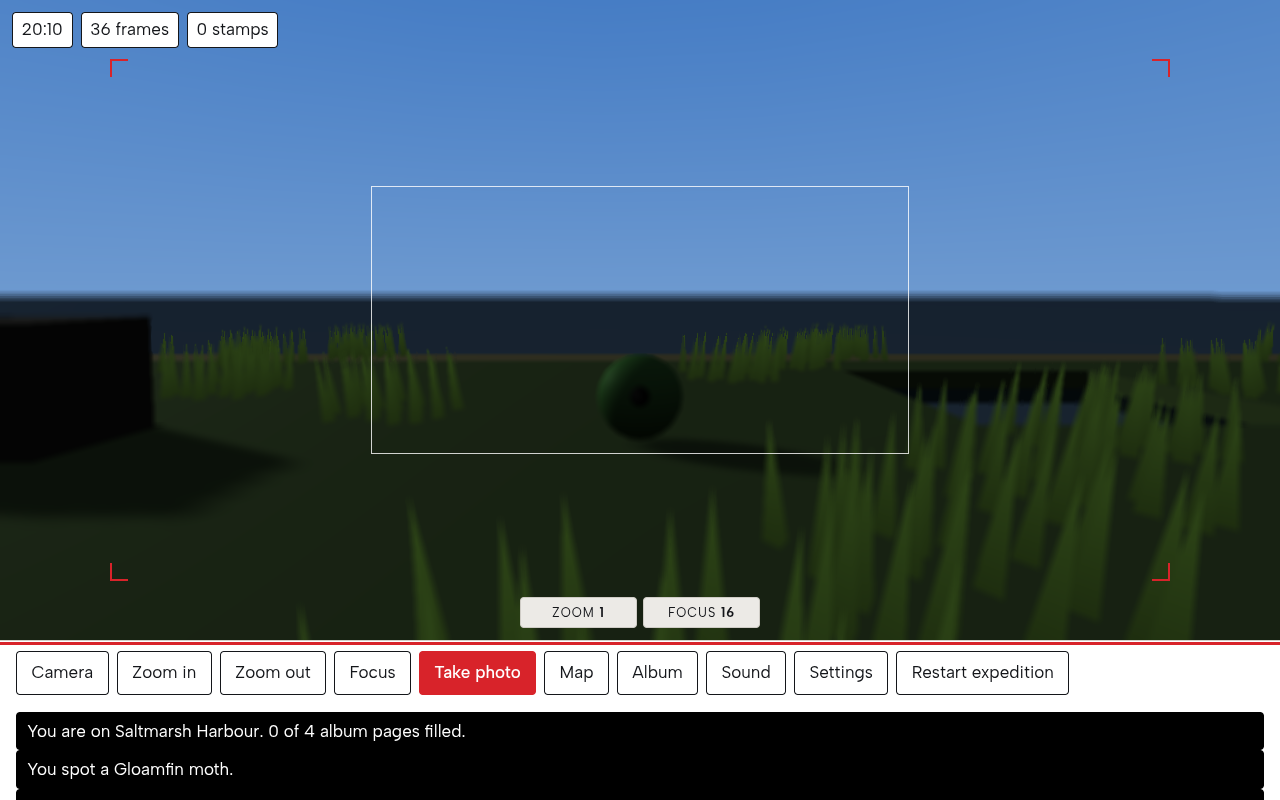 20:10 36 frames 0 stamps
ZOOM 1 FOCUS 16
Camera Zoom in Zoom out Focus Take photo Map Album Sound Settings Restart expedition
You are on Saltmarsh Harbour. 0 of 4 album pages filled.
You spot a Gloamfin moth.